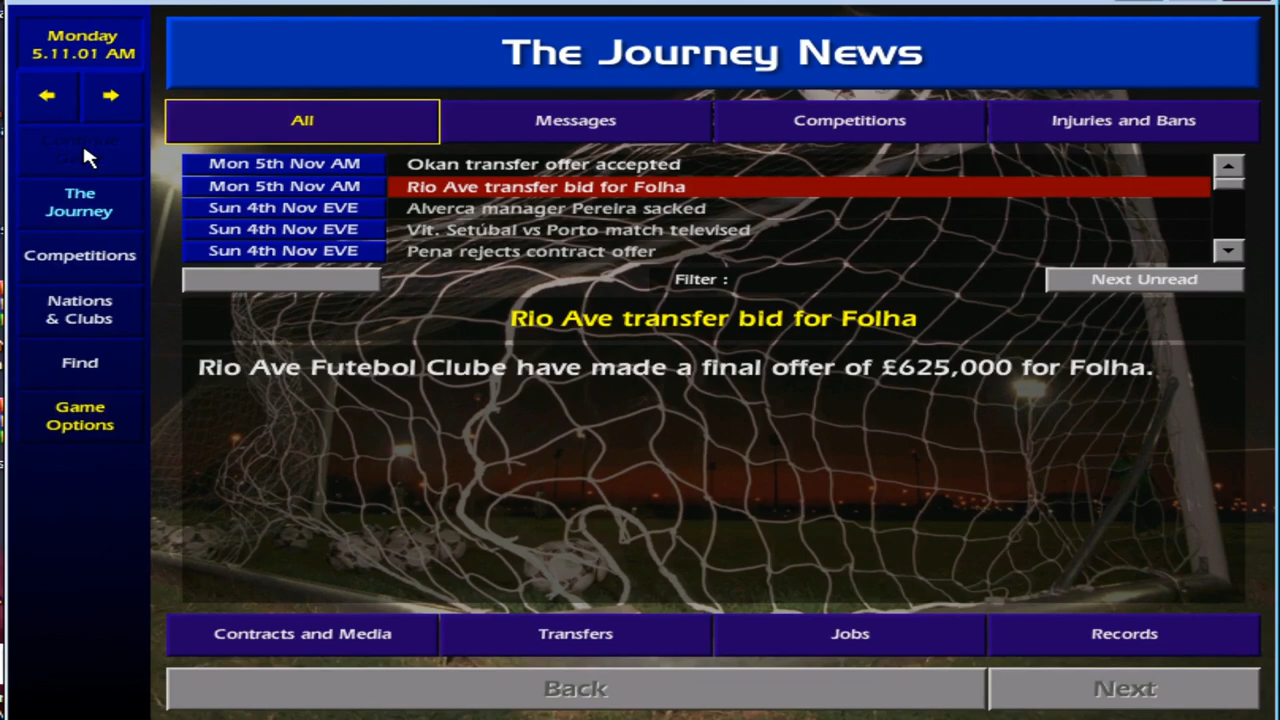 Monday
5.11.01 AM
The Journey News
All
Messages
Competitions
Injuries and Bans
Mon 5th Nov AM Okan transfer offer accepted
Mon 5th Nov AM Rio Ave transfer bid for Folha
Sun 4th Nov EVE Alverca manager Pereira sacked
Sun 4th Nov EVE Vit. Setúbal vs Porto match televised
Sun 4th Nov EVE Pena rejects contract offer
Filter :
Next Unread
Rio Ave transfer bid for Folha
Rio Ave Futebol Clube have made a final offer of £625,000 for Folha.
Continue
The
Journey
Competitions
Nations
& Clubs
Find
Game
Options
Contracts and Media
Transfers
Jobs
Records
Back
Next